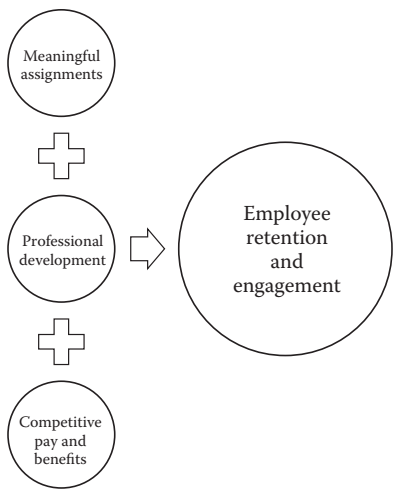 Meaningful
assignments
Professional
development
Employee
retention
and
engagement
Competitive
pay and
benefits